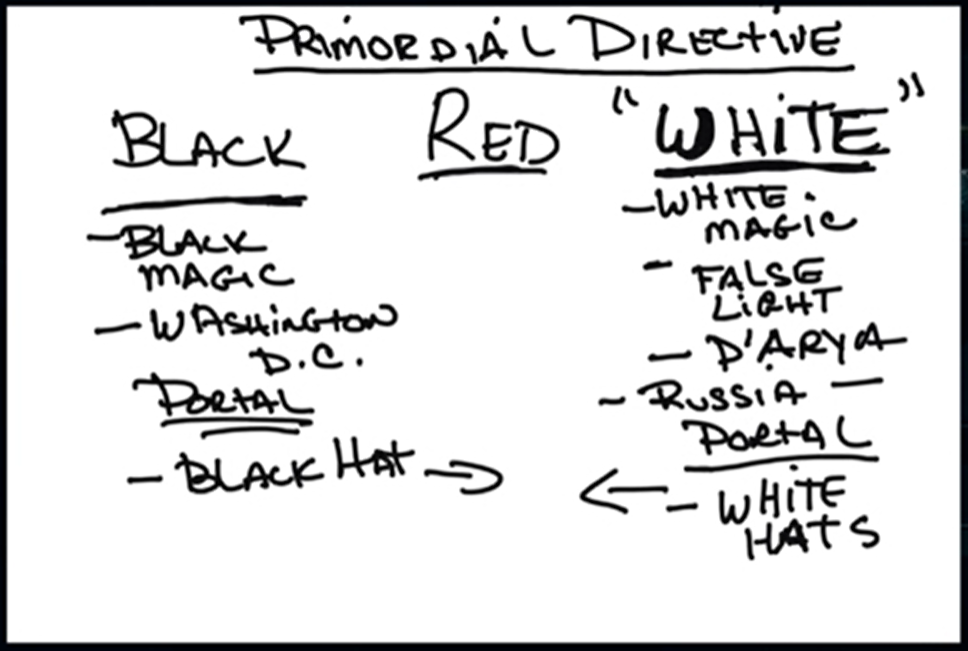 PRIMORDIAL DIRECTIVE
BLACK
- BLACK
MAGIC
- WASHINGTON
D.C.
PORTAL
- BLACK HAT →
RED
"WHITE"
- WHITE
MAGIC
- FALSE
LIGHT
- D'ARYA
- RUSSIA -
PORTAL
← - WHITE
HATS